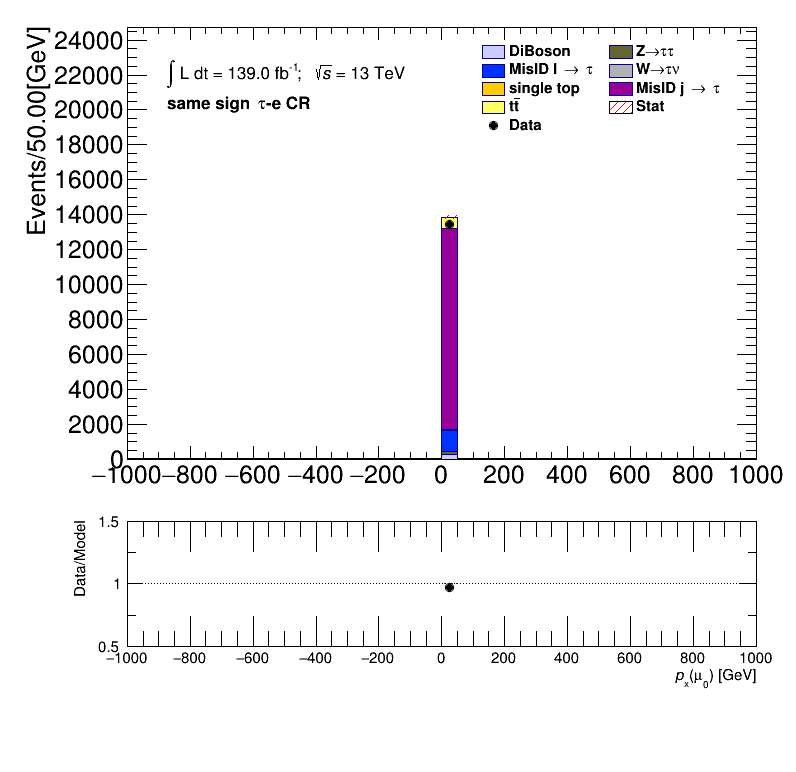 Events/50.00[GeV]
24000
22000
20000
18000
16000
14000
12000
10000
8000
6000
4000
2000
0
∫ L dt = 139.0 fb⁻¹; √s = 13 TeV
same sign τ-e CR
DiBoson
MisID l → τ
single top
tt̄
Data
Z→ττ
W→τν
MisID j → τ
Stat
−1000 −800 −600 −400 −200 0 200 400 600 800 1000
Data/Model
1.5
1
0.5
−1000 −800 −600 −400 −200 0 200 400 600 800 1000
pₓ(μ₀) [GeV]